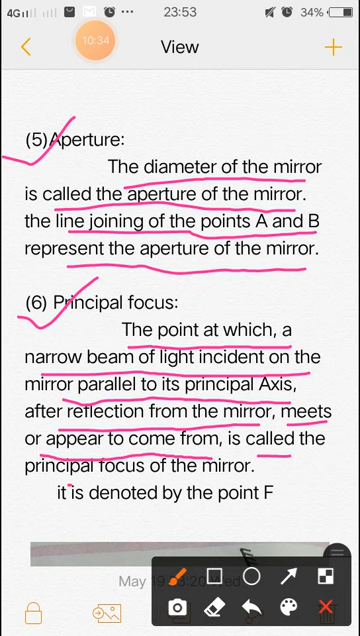 4G 23:53 34%
10:34
View
(5)Aperture:
The diameter of the mirror
is called the aperture of the mirror.
the line joining of the points A and B
represent the aperture of the mirror.
(6) Principal focus:
The point at which, a
narrow beam of light incident on the
mirror parallel to its principal Axis,
after reflection from the mirror, meets
or appear to come from, is called the
principal focus of the mirror.
it is denoted by the point F
May 19